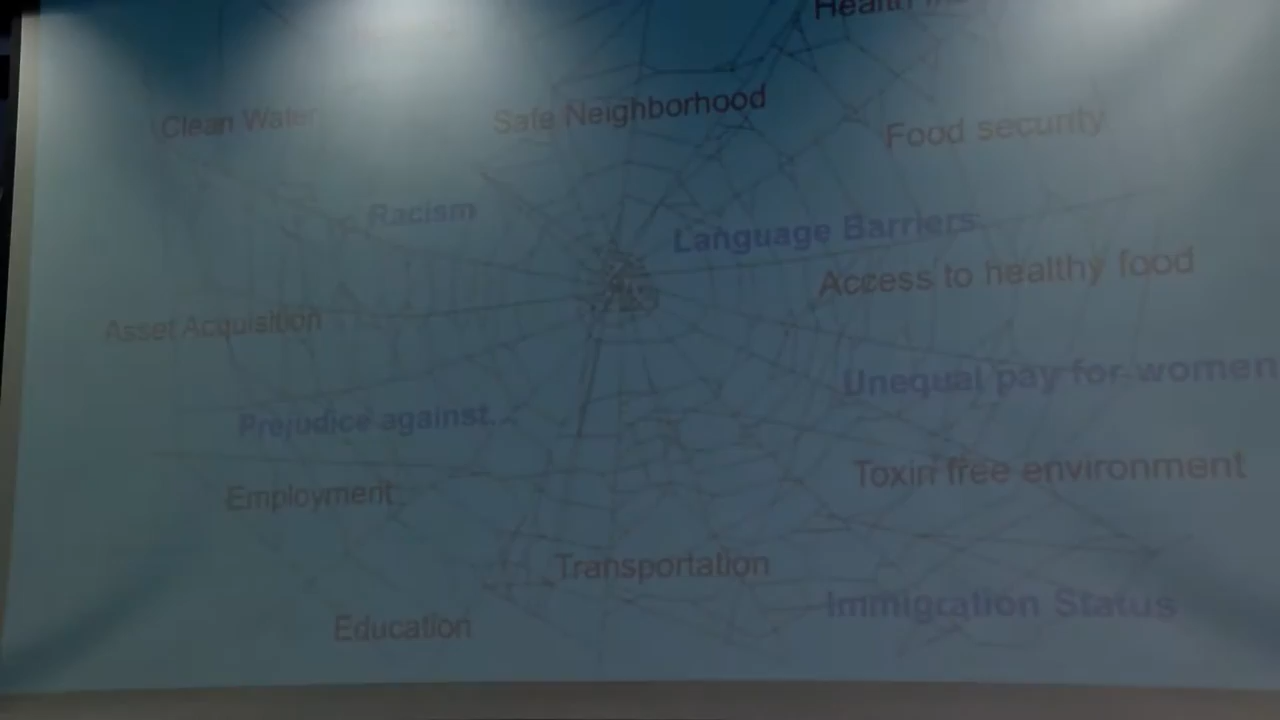 Health
Clean Water
Safe Neighborhood
Food security
Racism
Language Barriers
Access to healthy food
Asset Acquisition
Unequal pay for women
Prejudice against...
Toxin free environment
Employment
Transportation
Immigration Status
Education